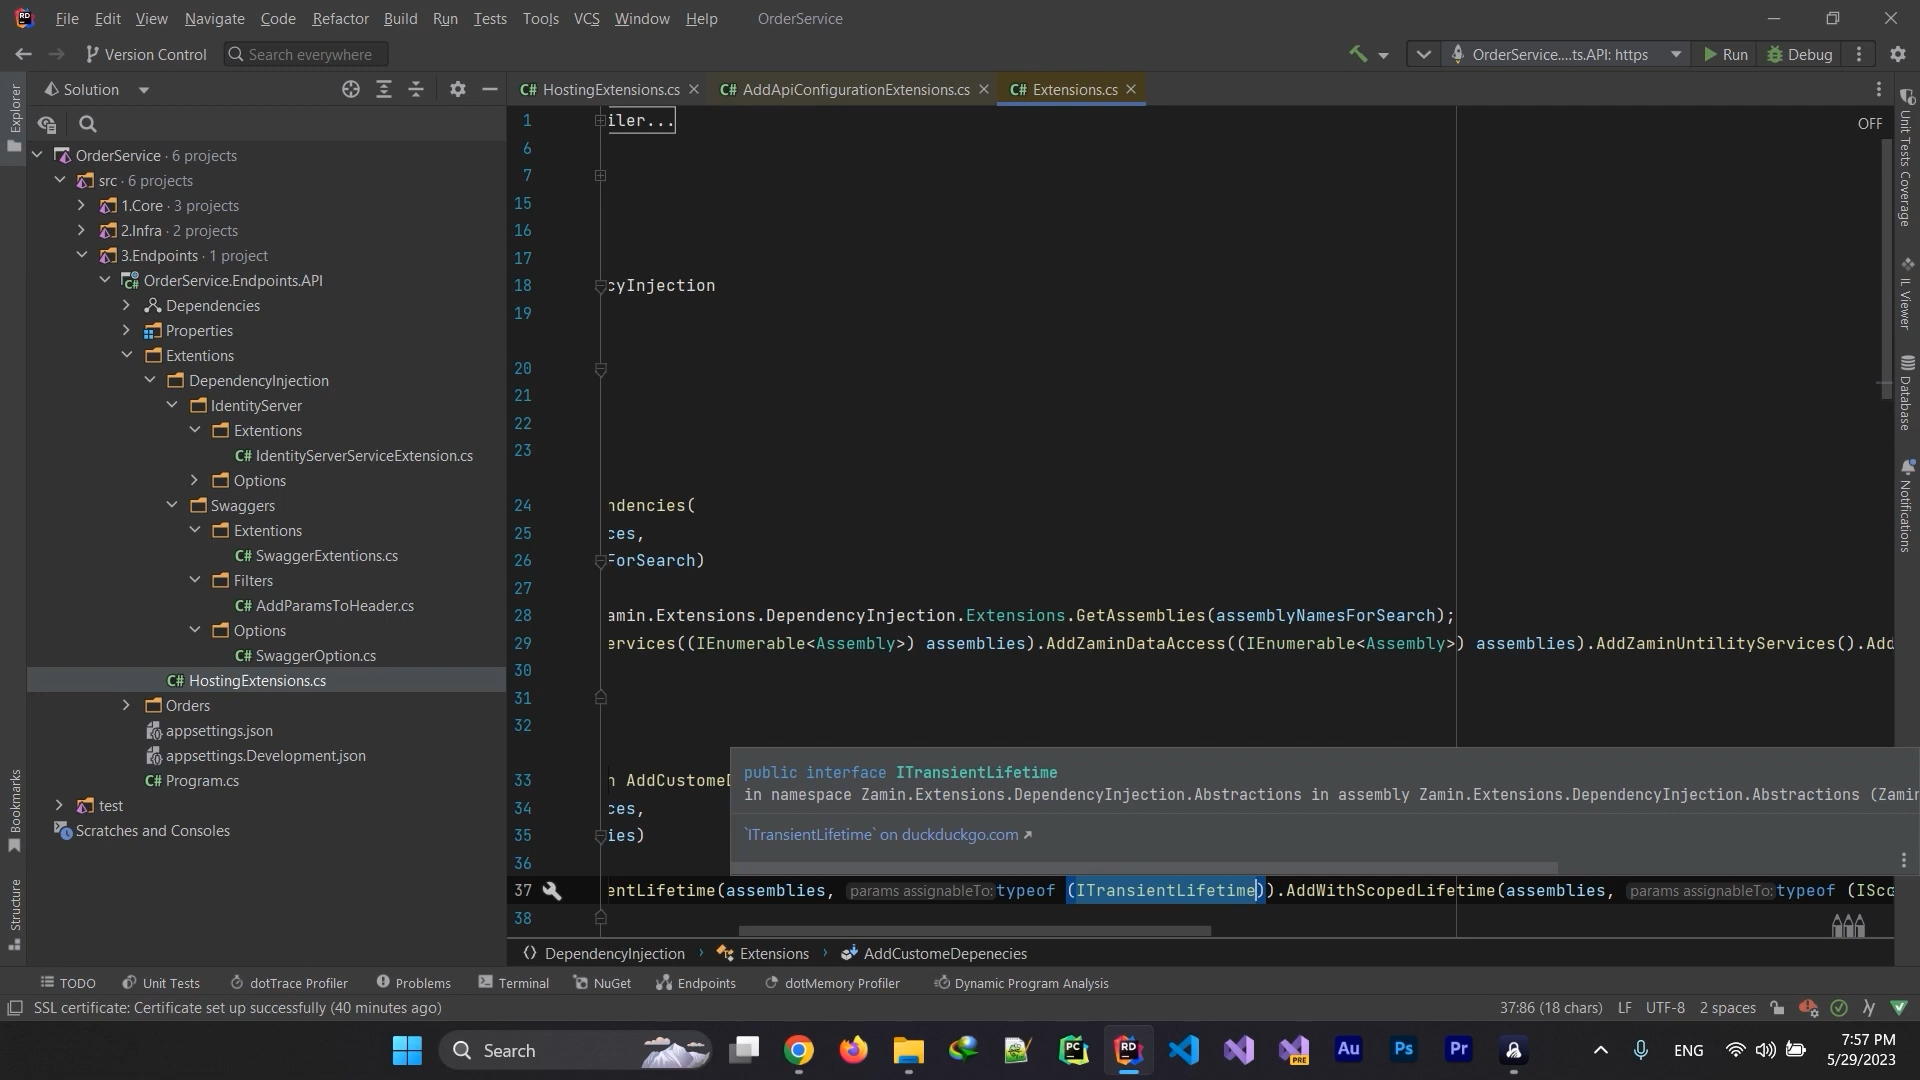 File Edit View Navigate Code Refactor Build Run Tests Tools VCS Window Help OrderService
Version Control Search everywhere OrderService....ts.API: https Run Debug
Explorer
Solution
HostingExtensions.cs AddApiConfigurationExtensions.cs Extensions.cs
OrderService · 6 projects
src · 6 projects
1.Core · 3 projects
2.Infra · 2 projects
3.Endpoints · 1 project
OrderService.Endpoints.API
Dependencies
Properties
Extentions
DependencyInjection
IdentityServer
Extentions
IdentityServerServiceExtension.cs
Options
Swaggers
Extentions
SwaggerExtentions.cs
Filters
AddParamsToHeader.cs
Options
SwaggerOption.cs
HostingExtensions.cs
Orders
appsettings.json
appsettings.Development.json
Program.cs
test
Scratches and Consoles
Bookmarks
Structure
OFF
1 iler...
6
7
15
16
17
18 cyInjection
19
20
21
22
23
24 ndencies(
25 ces,
26 ForSearch)
27
28 amin.Extensions.DependencyInjection.Extensions.GetAssemblies(assemblyNamesForSearch);
29 ervices((IEnumerable<Assembly>) assemblies).AddZaminDataAccess((IEnumerable<Assembly>) assemblies).AddZaminUntilityServices().Add
30
31
32
33 n AddCustomeD
34 ces,
35 ies)
36
37 entLifetime(assemblies, params assignableTo: typeof (ITransientLifetime)).AddWithScopedLifetime(assemblies, params assignableTo: typeof (ISco
38
public interface ITransientLifetime
in namespace Zamin.Extensions.DependencyInjection.Abstractions in assembly Zamin.Extensions.DependencyInjection.Abstractions (Zamin
`ITransientLifetime` on duckduckgo.com
Unit Tests Coverage
IL Viewer
Database
Notifications
DependencyInjection Extensions AddCustomeDepenecies
TODO Unit Tests dotTrace Profiler Problems Terminal NuGet Endpoints dotMemory Profiler Dynamic Program Analysis
SSL certificate: Certificate set up successfully (40 minutes ago) 37:86 (18 chars) LF UTF-8 2 spaces
Search
ENG
7:57 PM
5/29/2023